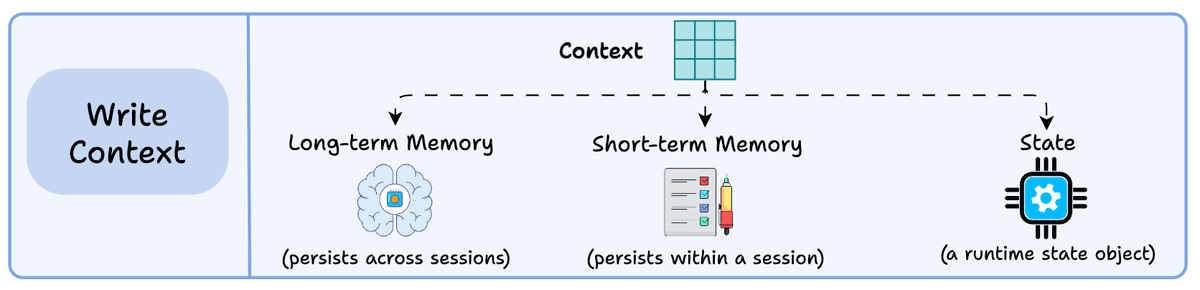 Write
Context
Context
Long-term Memory
Short-term Memory
State
(persists across sessions)
(persists within a session)
(a runtime state object)